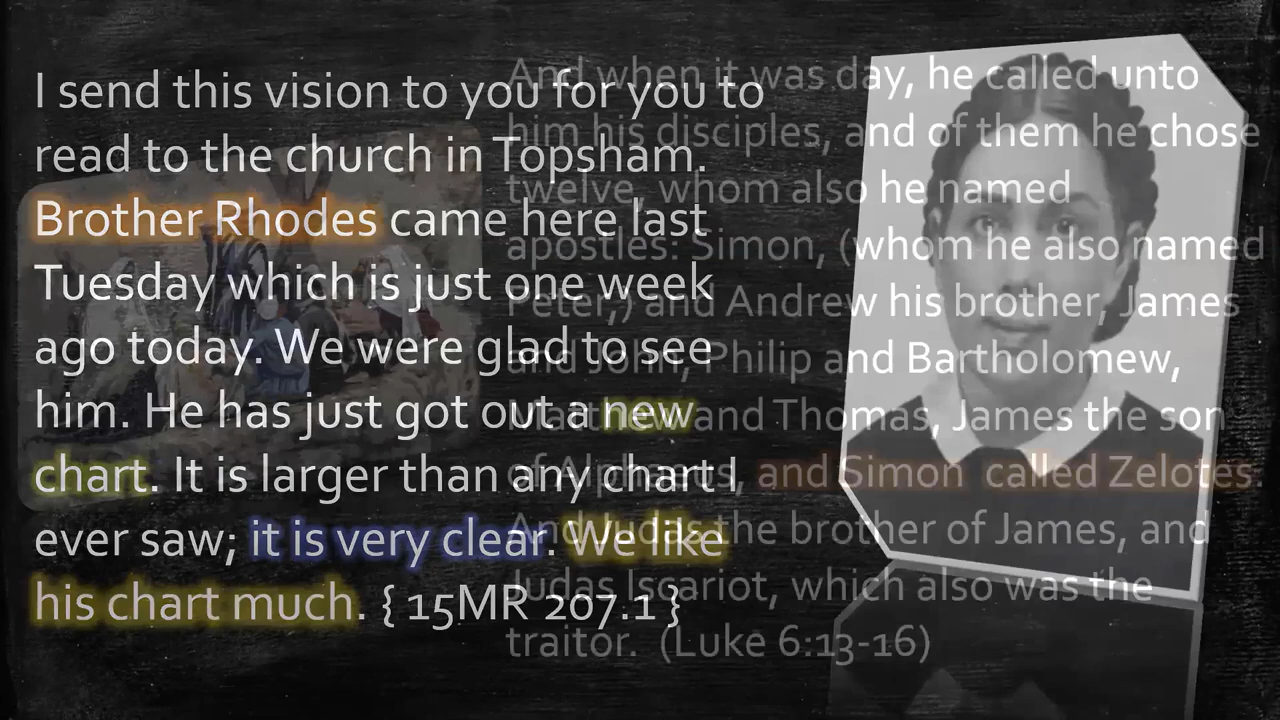 I send this vision to you for you to
read to the church in Topsham.
Brother Rhodes came here last
Tuesday which is just one week
ago today. We were glad to see
him. He has just got out a new
chart. It is larger than any chart I
ever saw; it is very clear. We like
his chart much. { 15MR 207.1 }
And when it was day, he called unto
him his disciples, and of them he chose
twelve, whom also he named
apostles: Simon, (whom he also named
Peter,) and Andrew his brother, James
and John, Philip and Bartholomew,
and Thomas, James the son
of Alphaeus, and Simon called Zelotes.
And Judas the brother of James, and
Judas Iscariot, which also was the
traitor. (Luke 6:13-16)